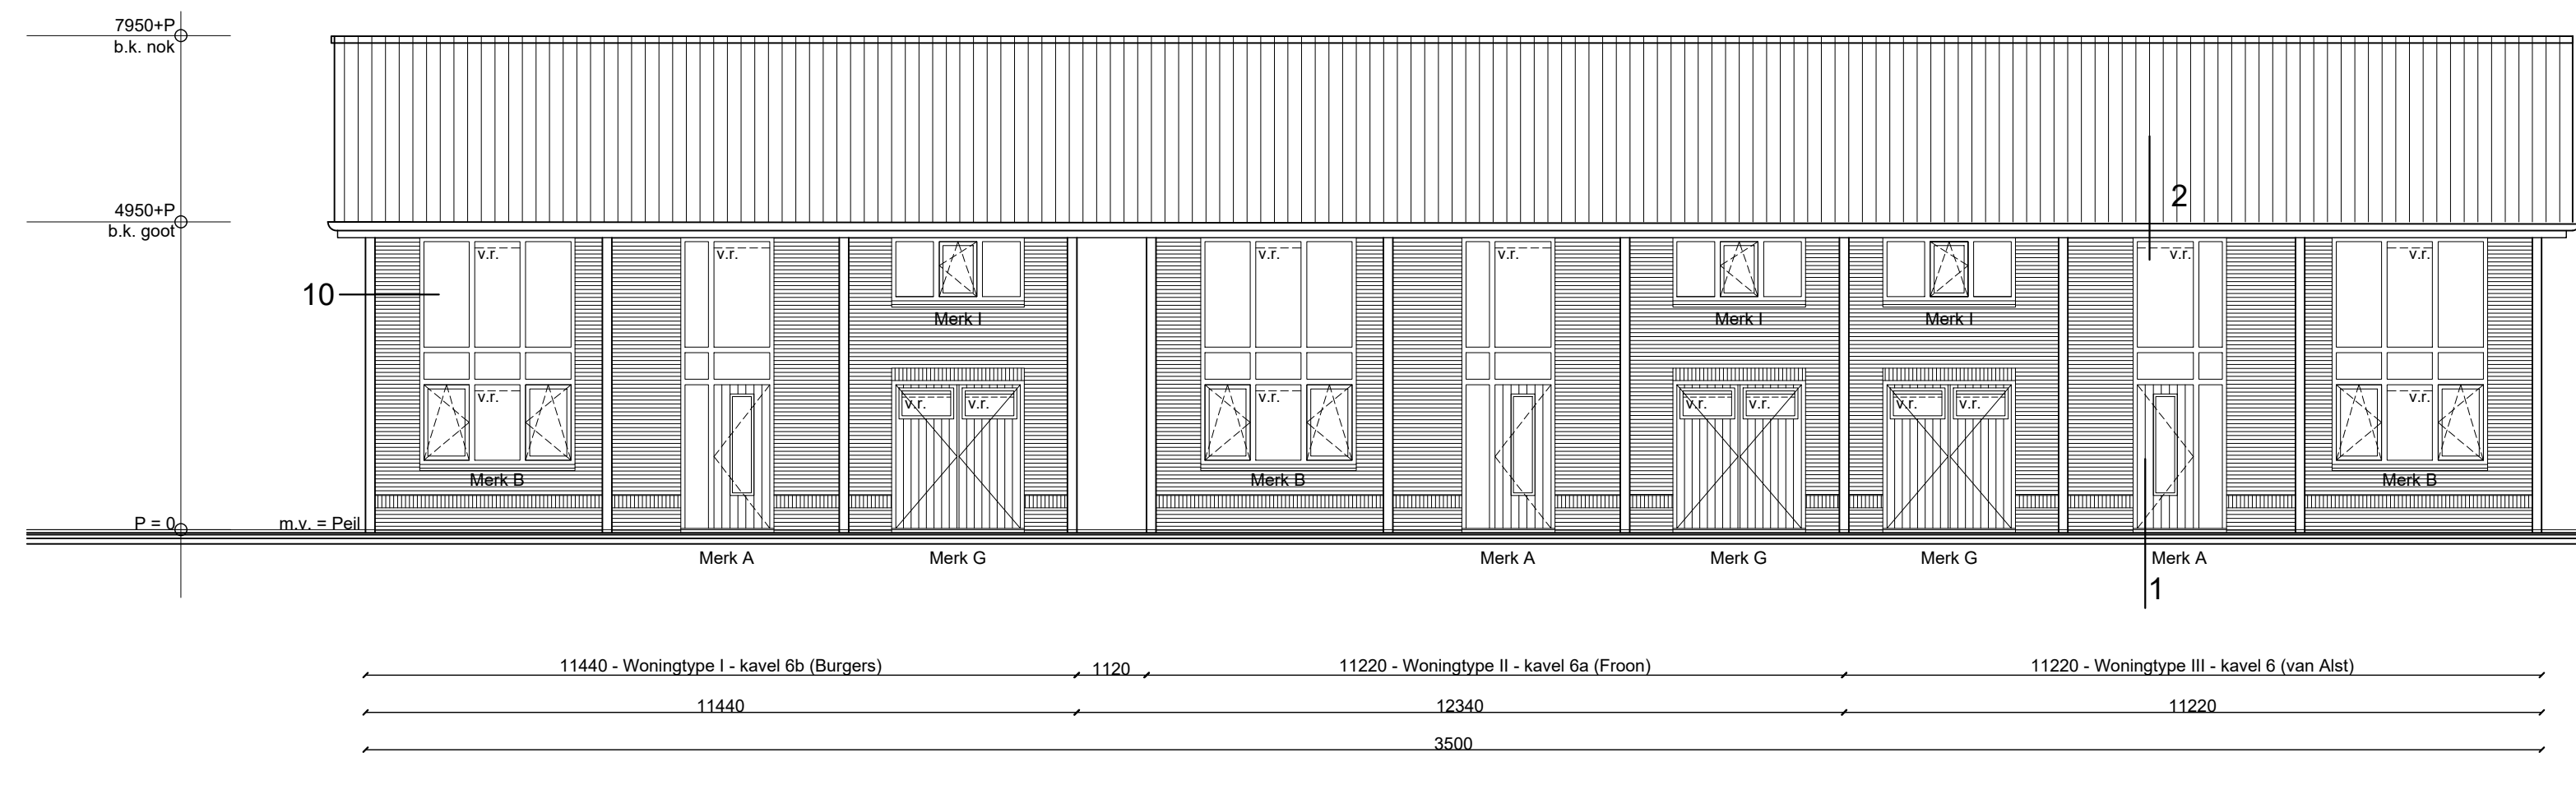 7950+P
b.k. nok
2
4950+P
b.k. goot
v.r. v.r. v.r. v.r. v.r. v.r.
10
Merk I Merk I Merk I
v.r. v.r. v.r.
v.r. v.r. v.r. v.r. v.r. v.r.
Merk B Merk B Merk B
P = 0 m.v. = Peil
Merk A Merk G Merk A Merk G Merk G Merk A
1
11440 - Woningtype I - kavel 6b (Burgers) 1120 11220 - Woningtype II - kavel 6a (Froon) 11220 - Woningtype III - kavel 6 (van Alst)
11440 12340 11220
3500